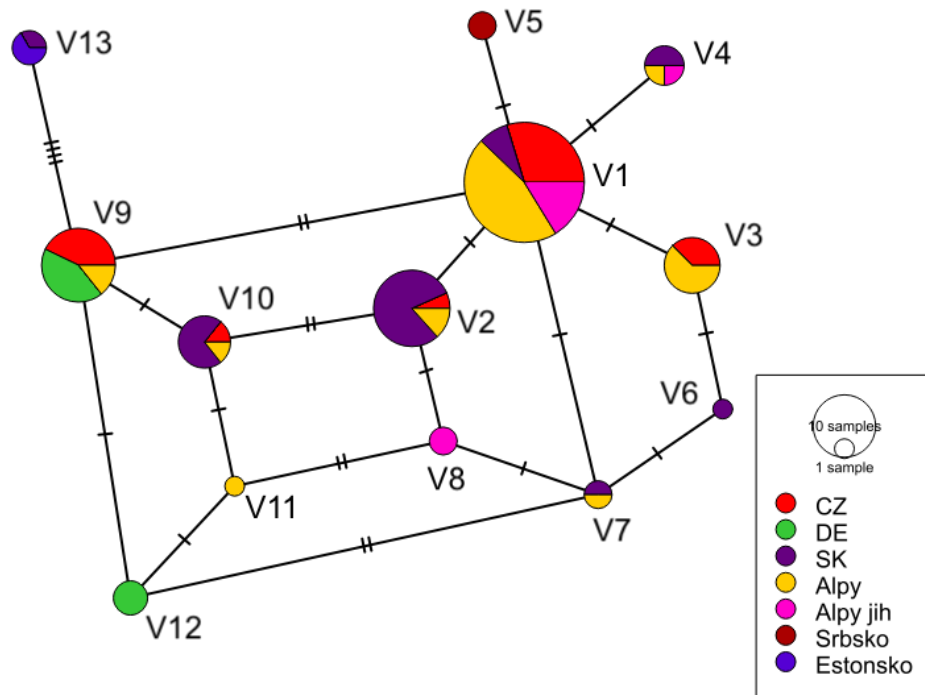 V5
V13
V4
V1
V9
V3
V10
V2
V6
10 samples
V8
1 sample
V11
CZ
V7
DE
SK
Alpy
V12
Alpy jih
Srbsko
Estonsko